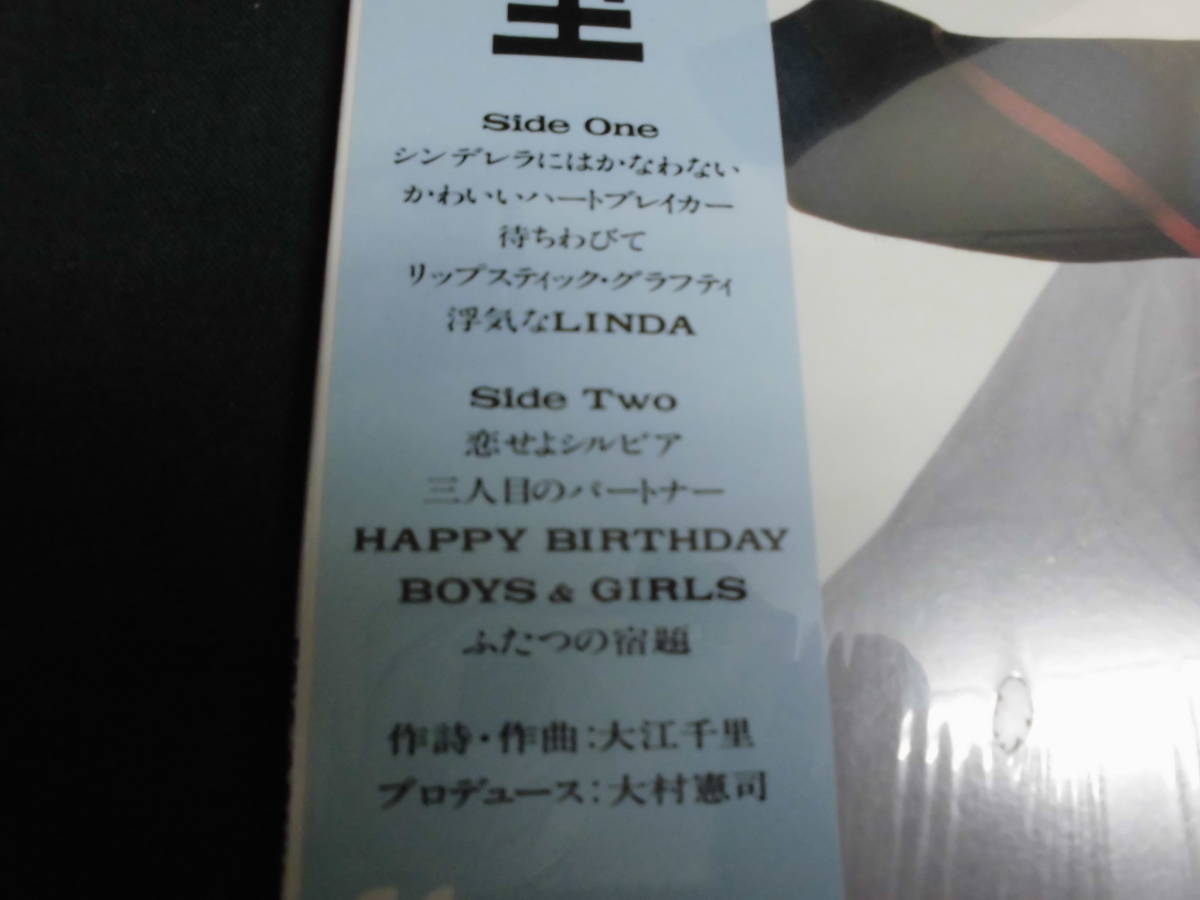 Side One
シンデレラにはかなわない
かわいいハートブレイカー
待ちわびて
リップスティック・グラフティ
浮気なLINDA
Side Two
恋せよシルビア
三人目のパートナー
HAPPY BIRTHDAY
BOYS & GIRLS
ふたつの宿題
作詩・作曲:大江千里
プロデュース:大村憲司